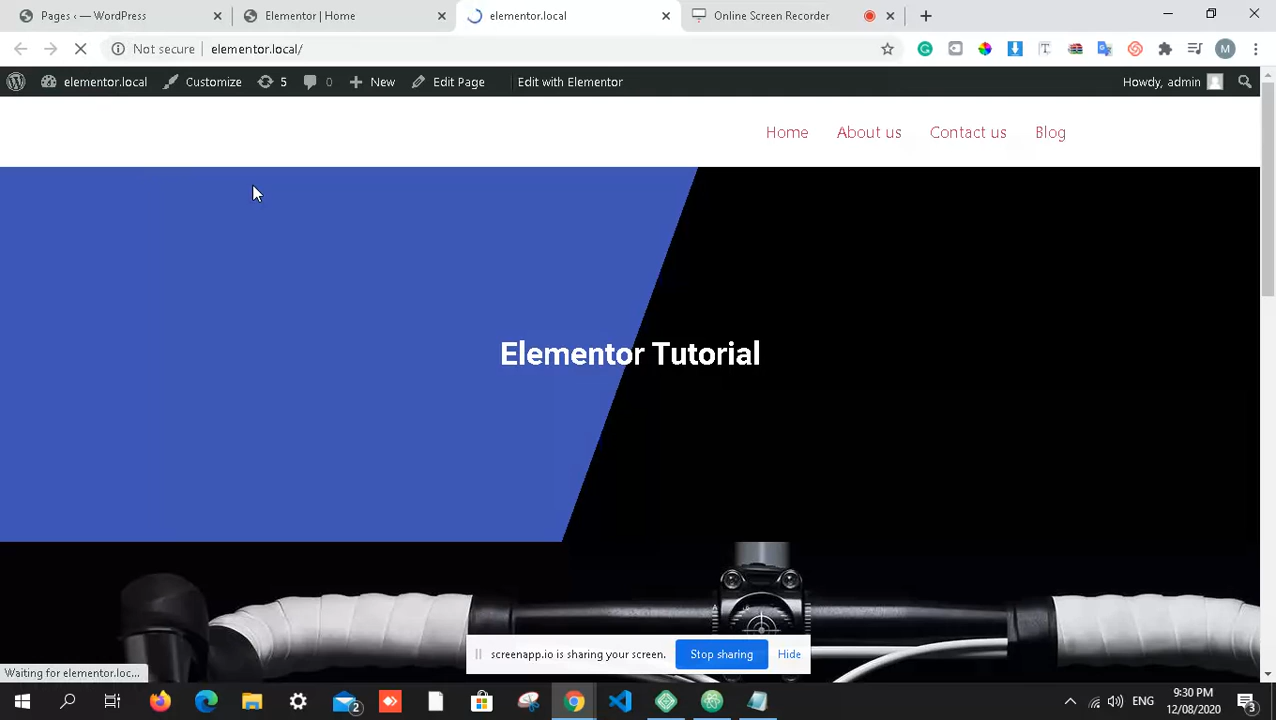 Pages ‹ — WordPress
Elementor | Home
elementor.local
Online Screen Recorder
Not secure
elementor.local/
M
elementor.local
Customize
5
0
New
Edit Page
Edit with Elementor
Howdy, admin
Home
About us
Contact us
Blog
Elementor Tutorial
screenapp.io is sharing your screen.
Stop sharing
Hide
Waiting for elementor.loc...
2
ENG
9:30 PM
12/08/2020
3